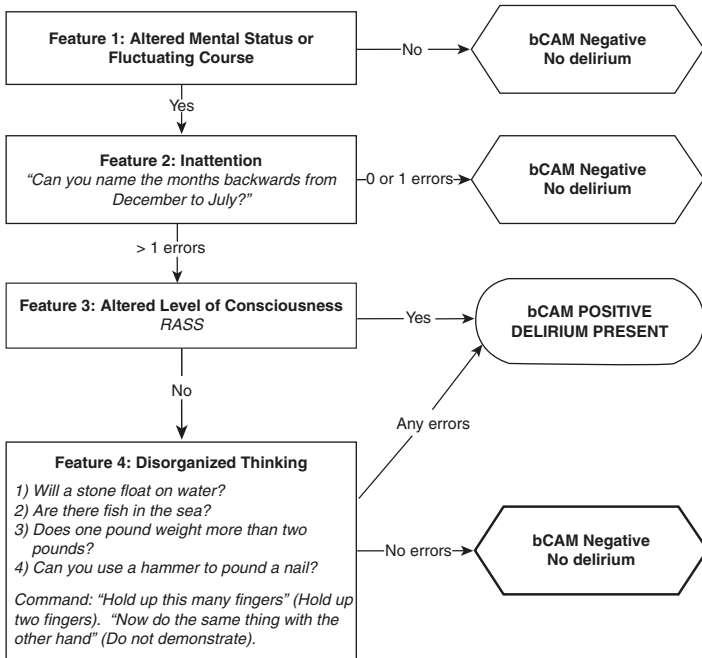 Feature 1: Altered Mental Status or
Fluctuating Course
No
bCAM Negative
No delirium
Yes
Feature 2: Inattention
“Can you name the months backwards from
December to July?”
0 or 1 errors
bCAM Negative
No delirium
> 1 errors
Feature 3: Altered Level of Consciousness
RASS
Yes
bCAM POSITIVE
DELIRIUM PRESENT
No
Any errors
Feature 4: Disorganized Thinking
1) Will a stone float on water?
2) Are there fish in the sea?
3) Does one pound weight more than two
pounds?
4) Can you use a hammer to pound a nail?
Command: “Hold up this many fingers” (Hold up
two fingers). “Now do the same thing with the
other hand” (Do not demonstrate).
No errors
bCAM Negative
No delirium